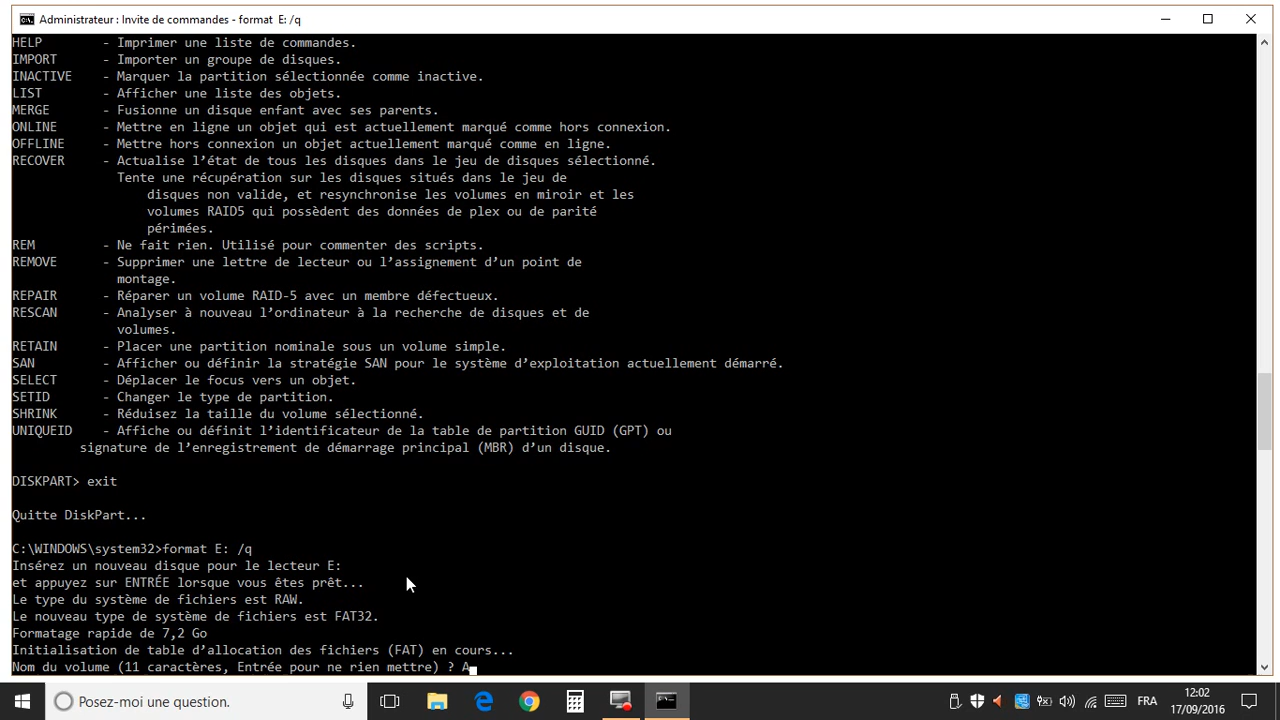 Administrateur : Invite de commandes - format  E: /q
HELP        - Imprimer une liste de commandes.
IMPORT      - Importer un groupe de disques.
INACTIVE    - Marquer la partition sélectionnée comme inactive.
LIST        - Afficher une liste des objets.
MERGE       - Fusionne un disque enfant avec ses parents.
ONLINE      - Mettre en ligne un objet qui est actuellement marqué comme hors connexion.
OFFLINE     - Mettre hors connexion un objet actuellement marqué comme en ligne.
RECOVER     - Actualise l’état de tous les disques dans le jeu de disques sélectionné.
Tente une récupération sur les disques situés dans le jeu de
disques non valide, et resynchronise les volumes en miroir et les
volumes RAID5 qui possèdent des données de plex ou de parité
périmées.
REM         - Ne fait rien. Utilisé pour commenter des scripts.
REMOVE      - Supprimer une lettre de lecteur ou l’assignement d’un point de
montage.
REPAIR      - Réparer un volume RAID-5 avec un membre défectueux.
RESCAN      - Analyser à nouveau l’ordinateur à la recherche de disques et de
volumes.
RETAIN      - Placer une partition nominale sous un volume simple.
SAN         - Afficher ou définir la stratégie SAN pour le système d’exploitation actuellement démarré.
SELECT      - Déplacer le focus vers un objet.
SETID       - Changer le type de partition.
SHRINK      - Réduisez la taille du volume sélectionné.
UNIQUEID    - Affiche ou définit l’identificateur de la table de partition GUID (GPT) ou
signature de l’enregistrement de démarrage principal (MBR) d’un disque.
DISKPART> exit
Quitte DiskPart...
C:\WINDOWS\system32>format E: /q
Insérez un nouveau disque pour le lecteur E:
et appuyez sur ENTRÉE lorsque vous êtes prêt...
Le type du système de fichiers est RAW.
Le nouveau type de système de fichiers est FAT32.
Formatage rapide de 7,2 Go
Initialisation de table d’allocation des fichiers (FAT) en cours...
Nom du volume (11 caractères, Entrée pour ne rien mettre) ? A
Posez-moi une question.
FRA
12:02
17/09/2016